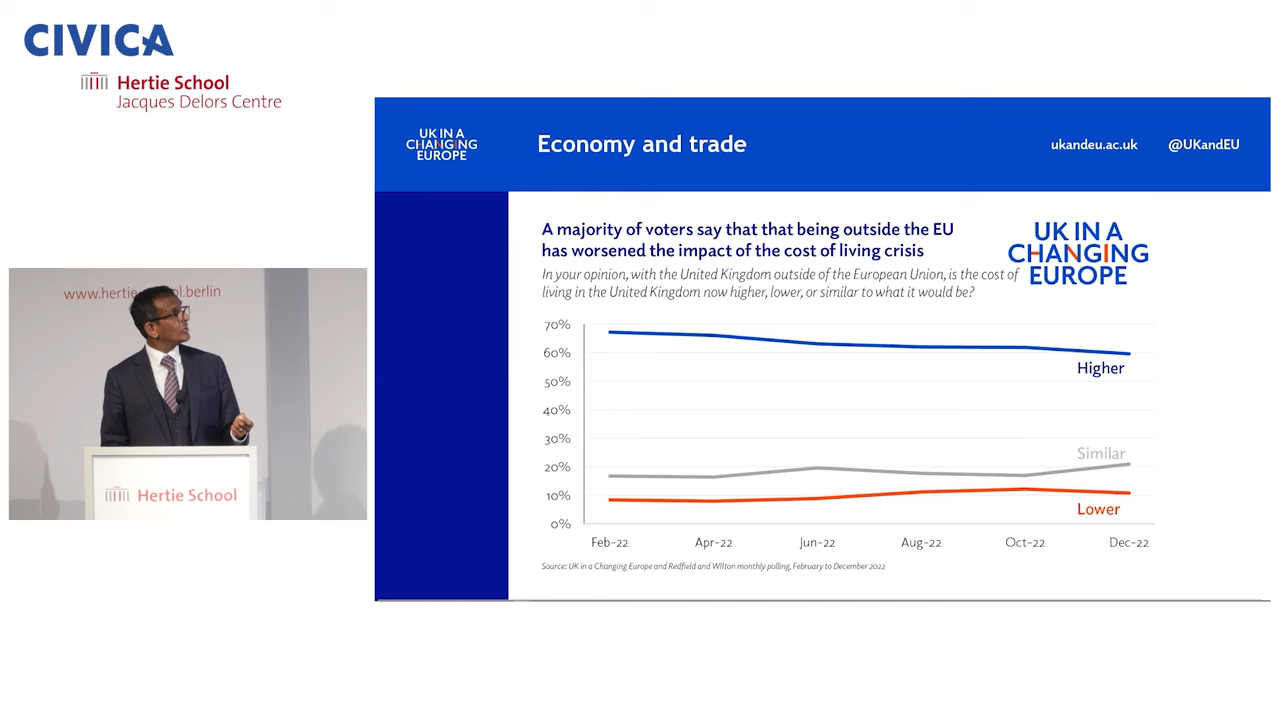 CIVICA
Hertie School
Jacques Delors Centre
UK IN A
CHANGING
EUROPE
Economy and trade
ukandeu.ac.uk
@UKandEU
A majority of voters say that that being outside the EU
has worsened the impact of the cost of living crisis
UK IN A
CHANGING
EUROPE
In your opinion, with the United Kingdom outside of the European Union, is the cost of
living in the United Kingdom now higher, lower, or similar to what it would be?
70%
60%
50%
40%
30%
20%
10%
0%
Higher
Similar
Lower
Feb-22
Apr-22
Jun-22
Aug-22
Oct-22
Dec-22
Source: UK in a Changing Europe and Redfield and Wilton monthly polling, February to December 2022
Hertie School